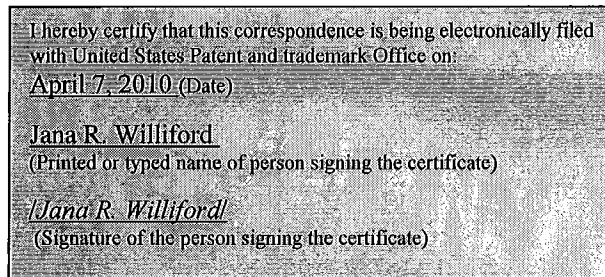 I hereby certify that this correspondence is being electronically filed
with United States Patent and trademark Office on:
April 7, 2010 (Date)
Jana R. Williford
(Printed or typed name of person signing the certificate)
/Jana R. Williford/
(Signature of the person signing the certificate)